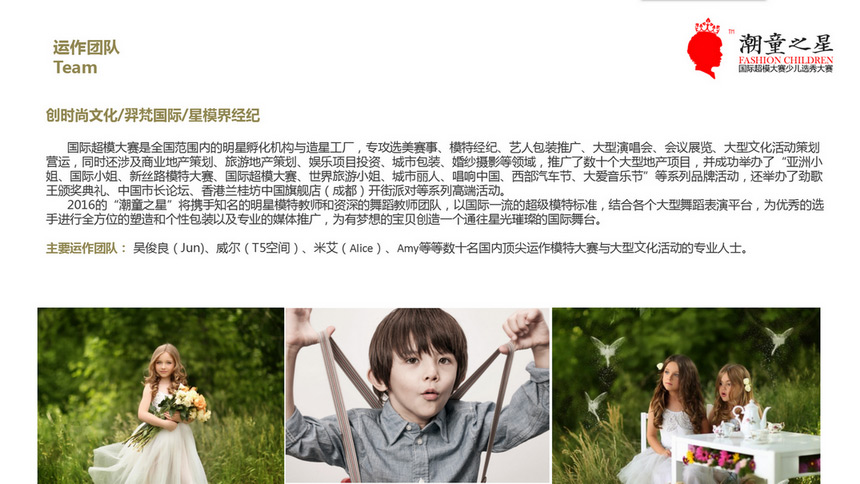 运作团队
Team
潮童之星
TM
FASHION CHILDREN
国际超模大赛少儿选秀大赛
创时尚文化/羿梵国际/星模界经纪
国际超模大赛是全国范围内的明星孵化机构与造星工厂，专攻选美赛事、模特经纪、艺人包装推广、大型演唱会、会议展览、大型文化活动策划
营运，同时还涉及商业地产策划、旅游地产策划、娱乐项目投资、城市包装、婚纱摄影等领域，推广了数十个大型地产项目，并成功举办了“亚洲小
姐、国际小姐、新丝路模特大赛、国际超模大赛、世界旅游小姐、城市丽人、唱响中国、西部汽车节、大爱音乐节”等系列品牌活动，还举办了劲歌
王颁奖典礼、中国市长论坛、香港兰桂坊中国旗舰店（成都）开街派对等系列高端活动。
2016的“潮童之星”将携手知名的明星模特教师和资深的舞蹈教师团队，以国际一流的超级模特标准，结合各个大型舞蹈表演平台，为优秀的选
手进行全方位的塑造和个性包装以及专业的媒体推广，为有梦想的宝贝创造一个通往星光璀璨的国际舞台。
主要运作团队： 吴俊良（Jun)、威尔（T5空间）、米艾（Alice）、Amy等等数十名国内顶尖运作模特大赛与大型文化活动的专业人士。